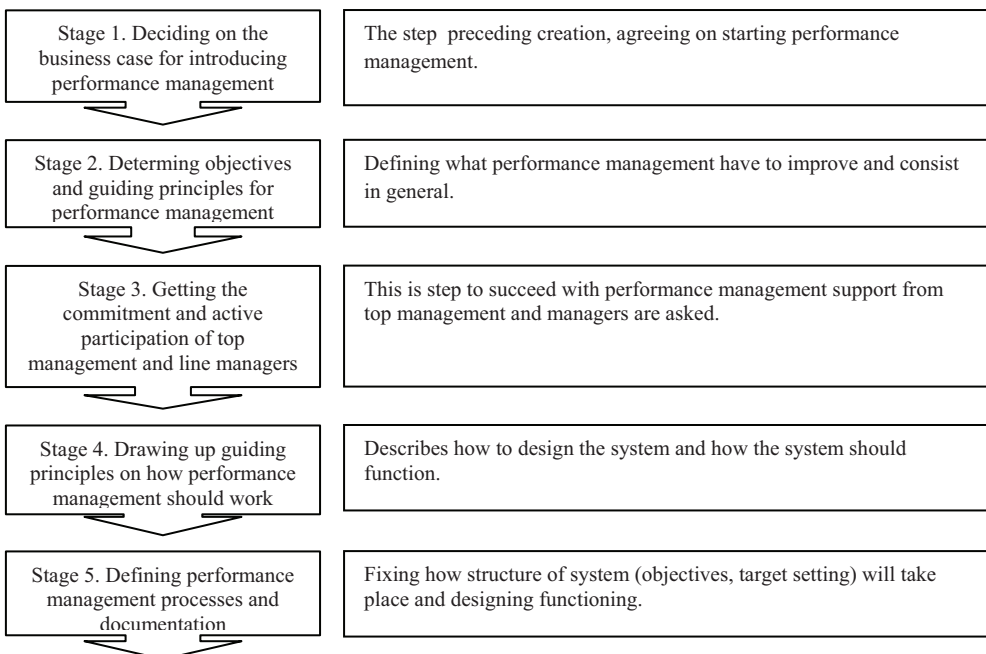 Stage 1. Deciding on the
business case for introducing
performance management
The step preceding creation, agreeing on starting performance
management.
Stage 2. Determing objectives
and guiding principles for
performance management
Defining what performance management have to improve and consist
in general.
Stage 3. Getting the
commitment and active
participation of top
management and line managers
This is step to succeed with performance management support from
top management and managers are asked.
Stage 4. Drawing up guiding
principles on how performance
management should work
Describes how to design the system and how the system should
function.
Stage 5. Defining performance
management processes and
documentation
Fixing how structure of system (objectives, target setting) will take
place and designing functioning.